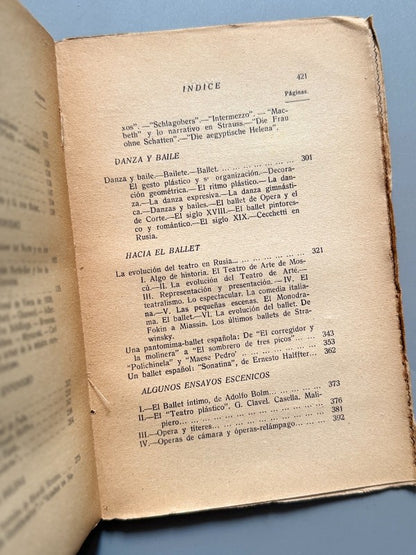 INDICE 421
Páginas.
xos".—"Schlagobers".—"Intermezzo".—"Mac-
beth" y lo narrativo en Strauss.—"Die Frau
ohne Schatten".—"Die aegyptische Helena".
DANZA Y BAILE
Danza y baile.—Bailete.—Ballet. ... ... ... ... ... ... 301
El gesto plástico y su organización.—Decora-
ción geométrica.—El ritmo plástico.—La dan-
za.—La danza expresiva.—La danza gimnásti-
ca.—Danzas y bailes.—El ballet de Opera y el
de Corte.—El siglo XVIII.—El ballet pintores-
co y romántico.—El siglo XIX.—Cecchetti en
Rusia.
HACIA EL BALLET
La evolución del teatro en Rusia... ... ... ... ... ... 321
I. Algo de historia. El Teatro de Arte de Mos-
cú.—II. La evolución del Teatro de Arte.—
III. Representación y presentación.—IV. El
teatralismo. Lo spectacular. La comedia italia-
na.—V. Las pequeñas escenas. El Monodra-
ma. El ballet.—VI. La evolución del ballet. De
Fokin a Miassin. Los últimos ballets de Stra-
winsky.
Una pantomima-ballet española: De "El corregidor y
la molinera" a "El sombrero de tres picos"... 343
"Polichinela" y "Maese Pedro"... ... ... ... ... ... 353
Un ballet español: "Sonatina", de Ernesto Halffter... 362
ALGUNOS ENSAYOS ESCENICOS
I.—El Ballet íntimo, de Adolfo Bolm... ... ... ... 373
II.—El "Teatro plástico". G. Clavel. Casella. Mali-
piero... ... ... ... ... ... ... ... ... ... 376
III.—Opera y títeres... ... ... ... ... ... ... ... 381
IV.—Operas de cámara y óperas-relámpago... ... ... 392